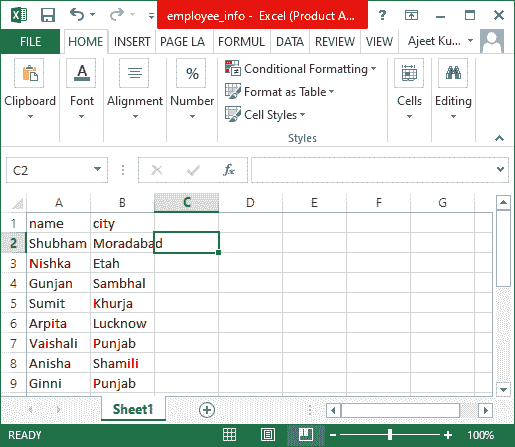 employee_info - Excel (Product A...
FILE HOME INSERT PAGE LA FORMUL DATA REVIEW VIEW Ajeet Ku...
Clipboard Font Alignment Number Conditional Formatting Format as Table Cell Styles Styles Cells Editing
C2 fx
A B C D E F G
1 name city
2 Shubham Moradabad
3 Nishka Etah
4 Gunjan Sambhal
5 Sumit Khurja
6 Arpita Lucknow
7 Vaishali Punjab
8 Anisha Shamili
9 Ginni Punjab
Sheet1
READY 100%